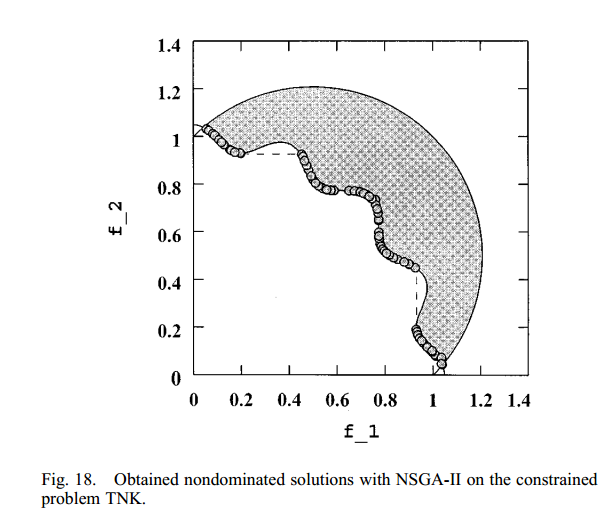 1.4
1.2
1
0.8
0.6
0.4
0.2
0
f_2
0 0.2 0.4 0.6 0.8 1 1.2 1.4
f_1
Fig. 18. Obtained nondominated solutions with NSGA-II on the constrained
problem TNK.